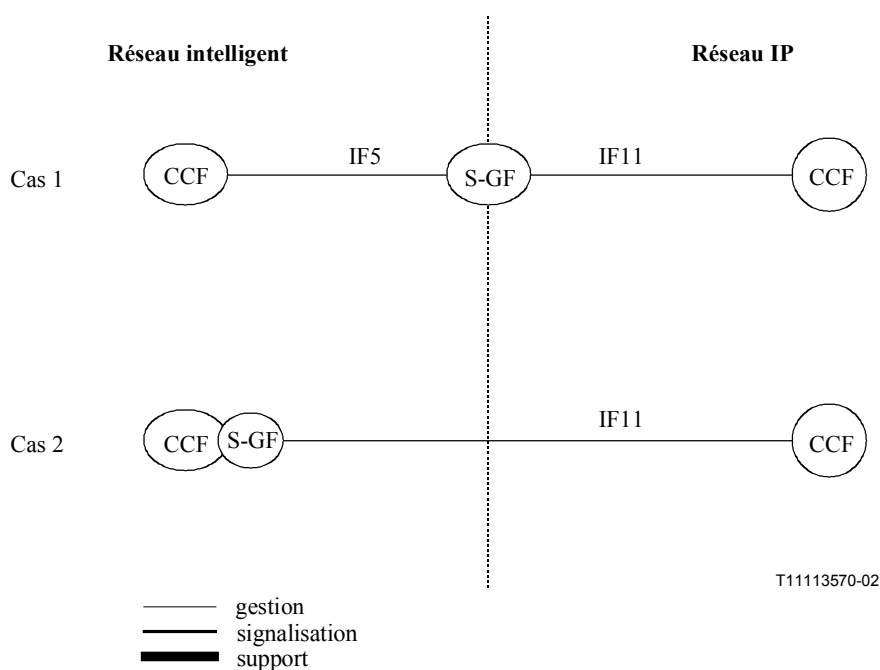 Réseau intelligent Réseau IP
Cas 1 CCF IF5 S-GF IF11 CCF
Cas 2 CCF S-GF IF11 CCF
T11113570-02
gestion
signalisation
support